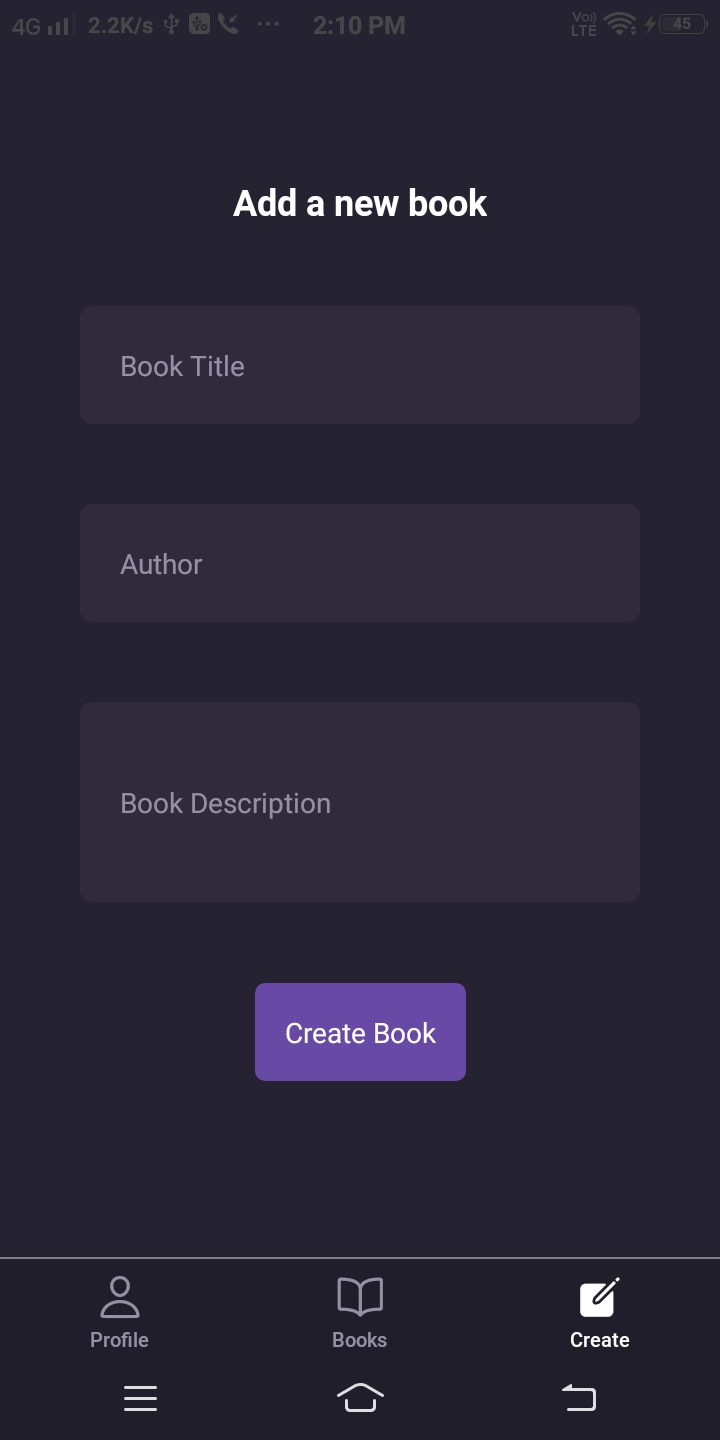 4G 2.2K/s ... 2:10 PM Vo)) LTE 45
Add a new book
Book Title
Author
Book Description
Create Book
Profile Books Create